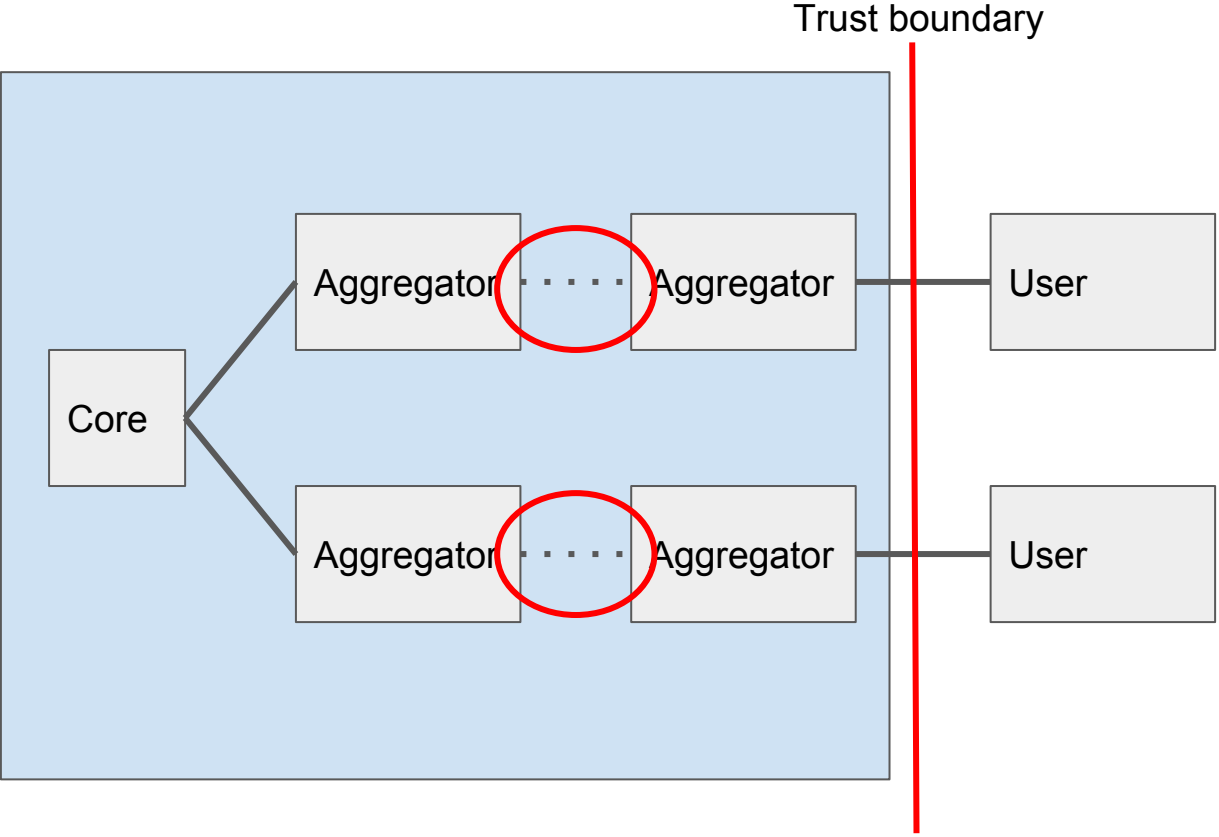 Trust boundary
Aggregator
Aggregator
User
Core
Aggregator
Aggregator
User